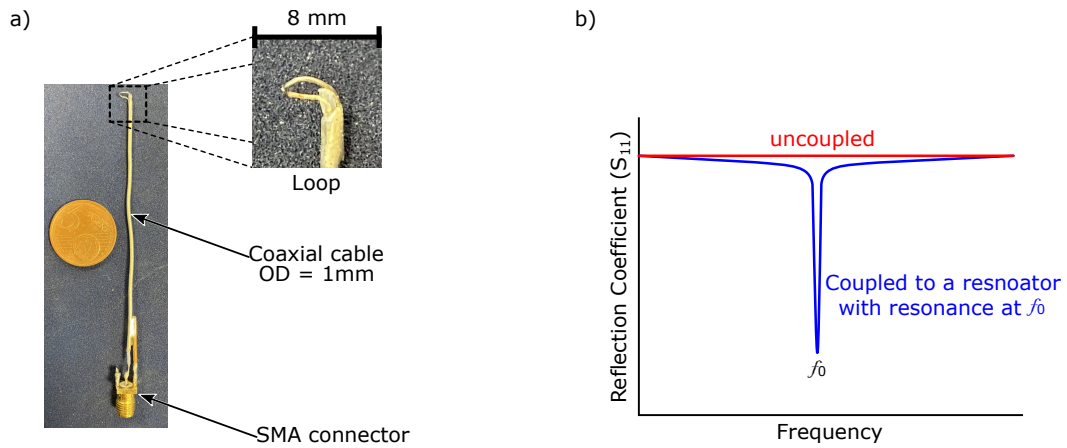 a)
8 mm
Loop
Coaxial cable
OD = 1mm
SMA connector
b)
Reflection Coefficient (S₁₁)
uncoupled
Coupled to a resnoator
with resonance at f₀
f₀
Frequency